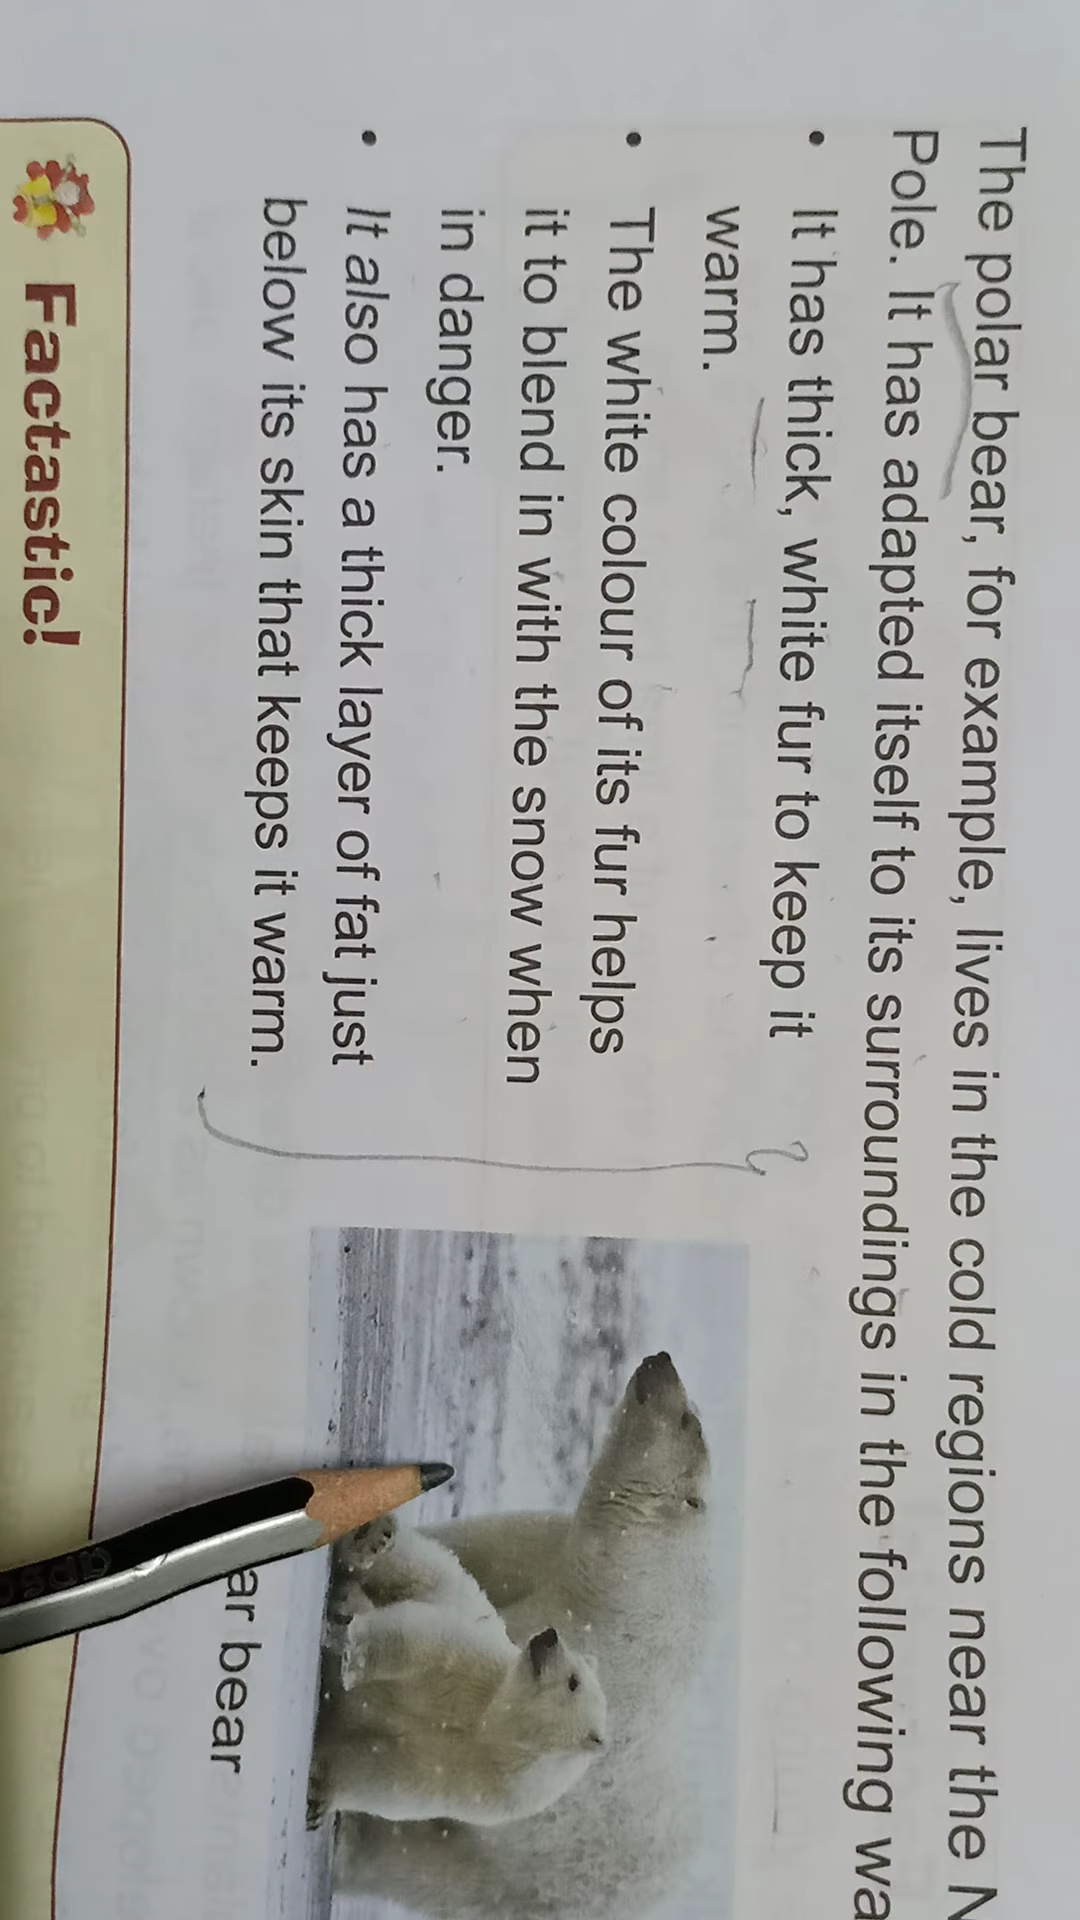 The polar bear, for example, lives in the cold regions near the
Pole. It has adapted itself to its surroundings in the following
• It has thick, white fur to keep it
warm.
• The white colour of its fur helps
it to blend in with the snow when
in danger.
• It also has a thick layer of fat just
below its skin that keeps it warm.
bear
Factastic!